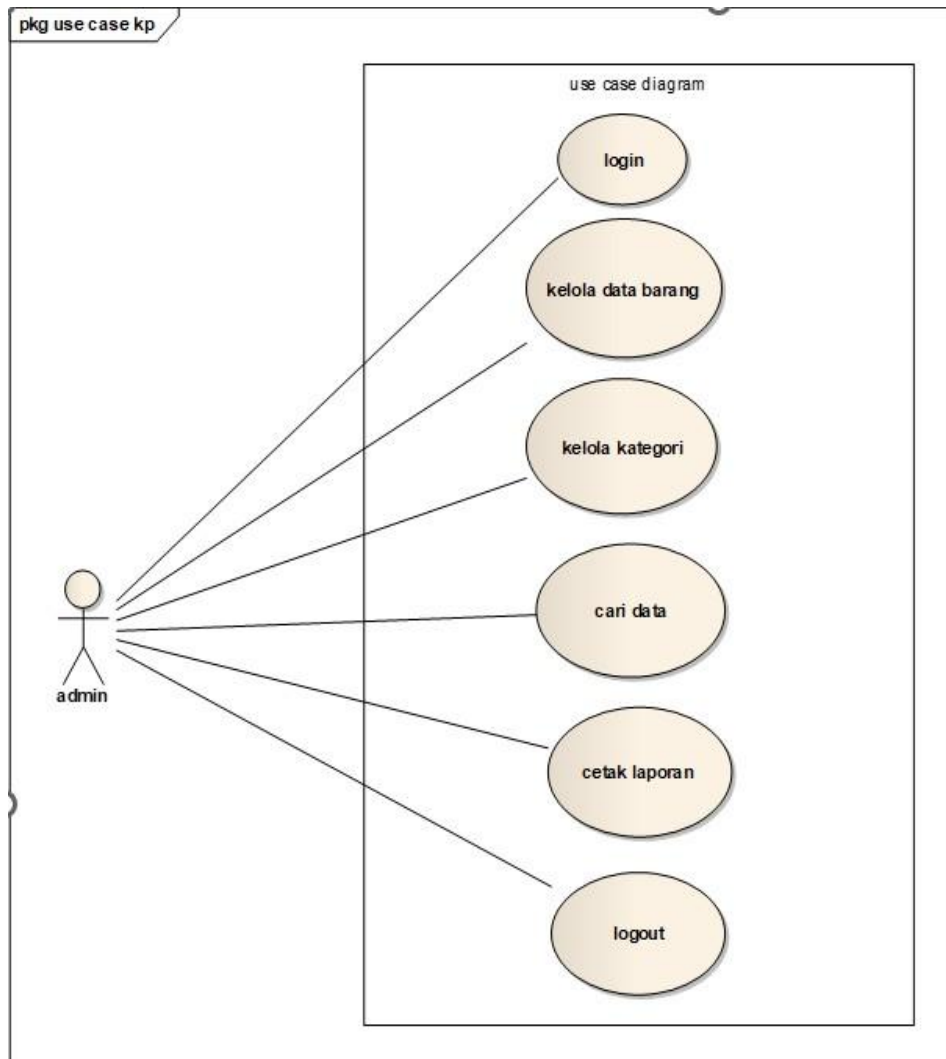 pkg use case kp
use case diagram
login
kelola data barang
kelola kategori
cari data
admin
cetak laporan
logout